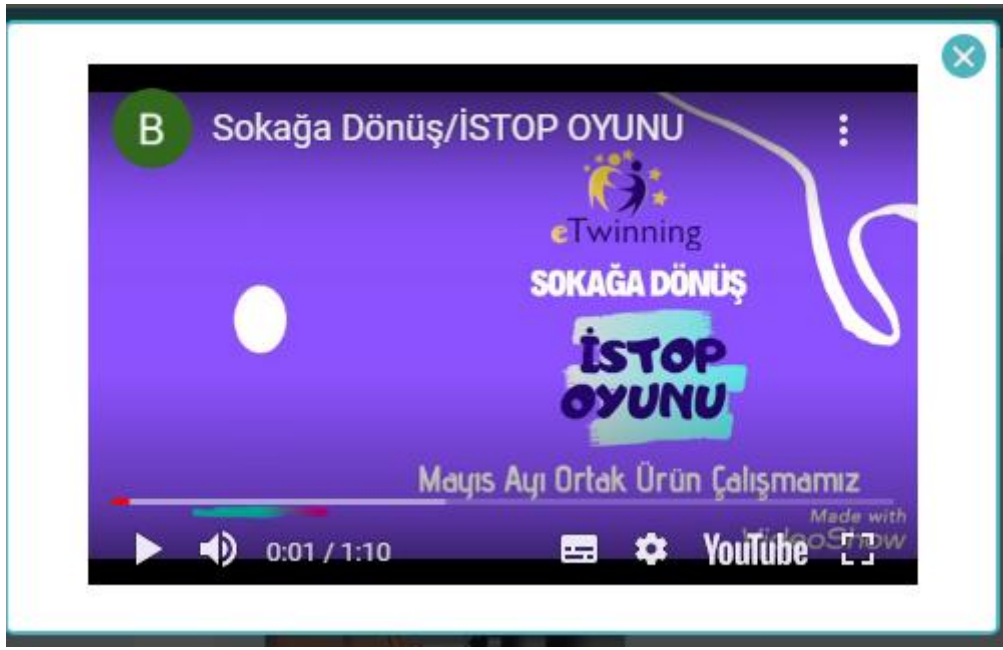 B
Sokağa Dönüş/İSTOP OYUNU
eTwinning
SOKAĞA DÖNÜŞ
İSTOP
OYUNU
Mayıs Ayı Ortak Ürün Çalışmamız
Made with
VideoShow
0:01 / 1:10
YouTube